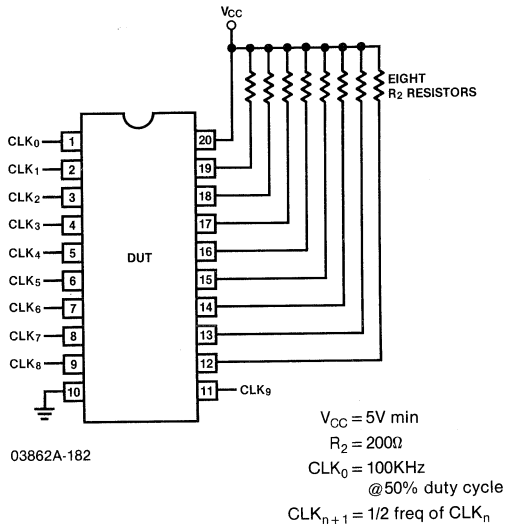 VCC
EIGHT
R2 RESISTORS
CLK0 1
CLK1 2
CLK2 3
CLK3 4
CLK4 5
CLK5 6
CLK6 7
CLK7 8
CLK8 9
10
DUT
20
19
18
17
16
15
14
13
12
11 CLK9
03862A-182
VCC = 5V min
R2 = 200Ω
CLK0 = 100KHz
@50% duty cycle
CLKn+1 = 1/2 freq of CLKn